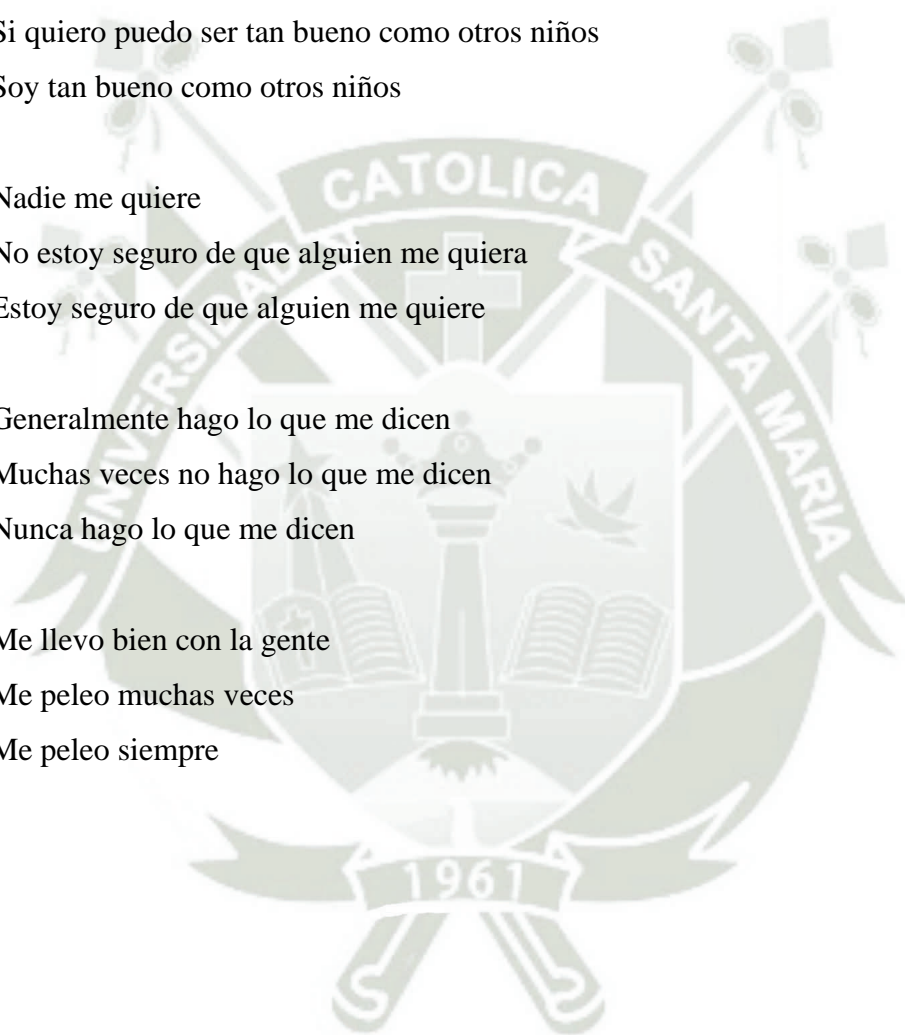 Si quiero puedo ser tan bueno como otros niños
Soy tan bueno como otros niños
Nadie me quiere
No estoy seguro de que alguien me quiera
Estoy seguro de que alguien me quiere
Generalmente hago lo que me dicen
Muchas veces no hago lo que me dicen
Nunca hago lo que me dicen
Me llevo bien con la gente
Me peleo muchas veces
Me peleo siempre
UNIVERSIDAD CATOLICA SANTA MARIA
1961